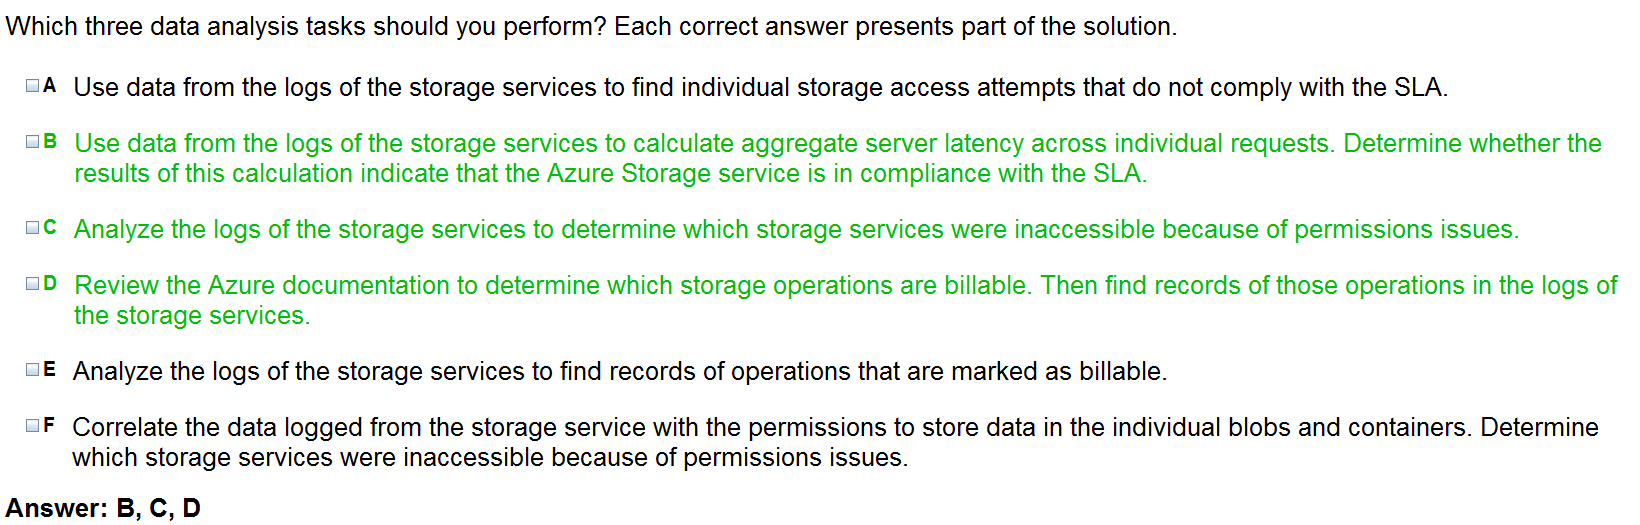 Which three data analysis tasks should you perform? Each correct answer presents part of the solution.
A Use data from the logs of the storage services to find individual storage access attempts that do not comply with the SLA.
B Use data from the logs of the storage services to calculate aggregate server latency across individual requests. Determine whether the
results of this calculation indicate that the Azure Storage service is in compliance with the SLA.
C Analyze the logs of the storage services to determine which storage services were inaccessible because of permissions issues.
D Review the Azure documentation to determine which storage operations are billable. Then find records of those operations in the logs of
the storage services.
E Analyze the logs of the storage services to find records of operations that are marked as billable.
F Correlate the data logged from the storage service with the permissions to store data in the individual blobs and containers. Determine
which storage services were inaccessible because of permissions issues.
Answer: B, C, D